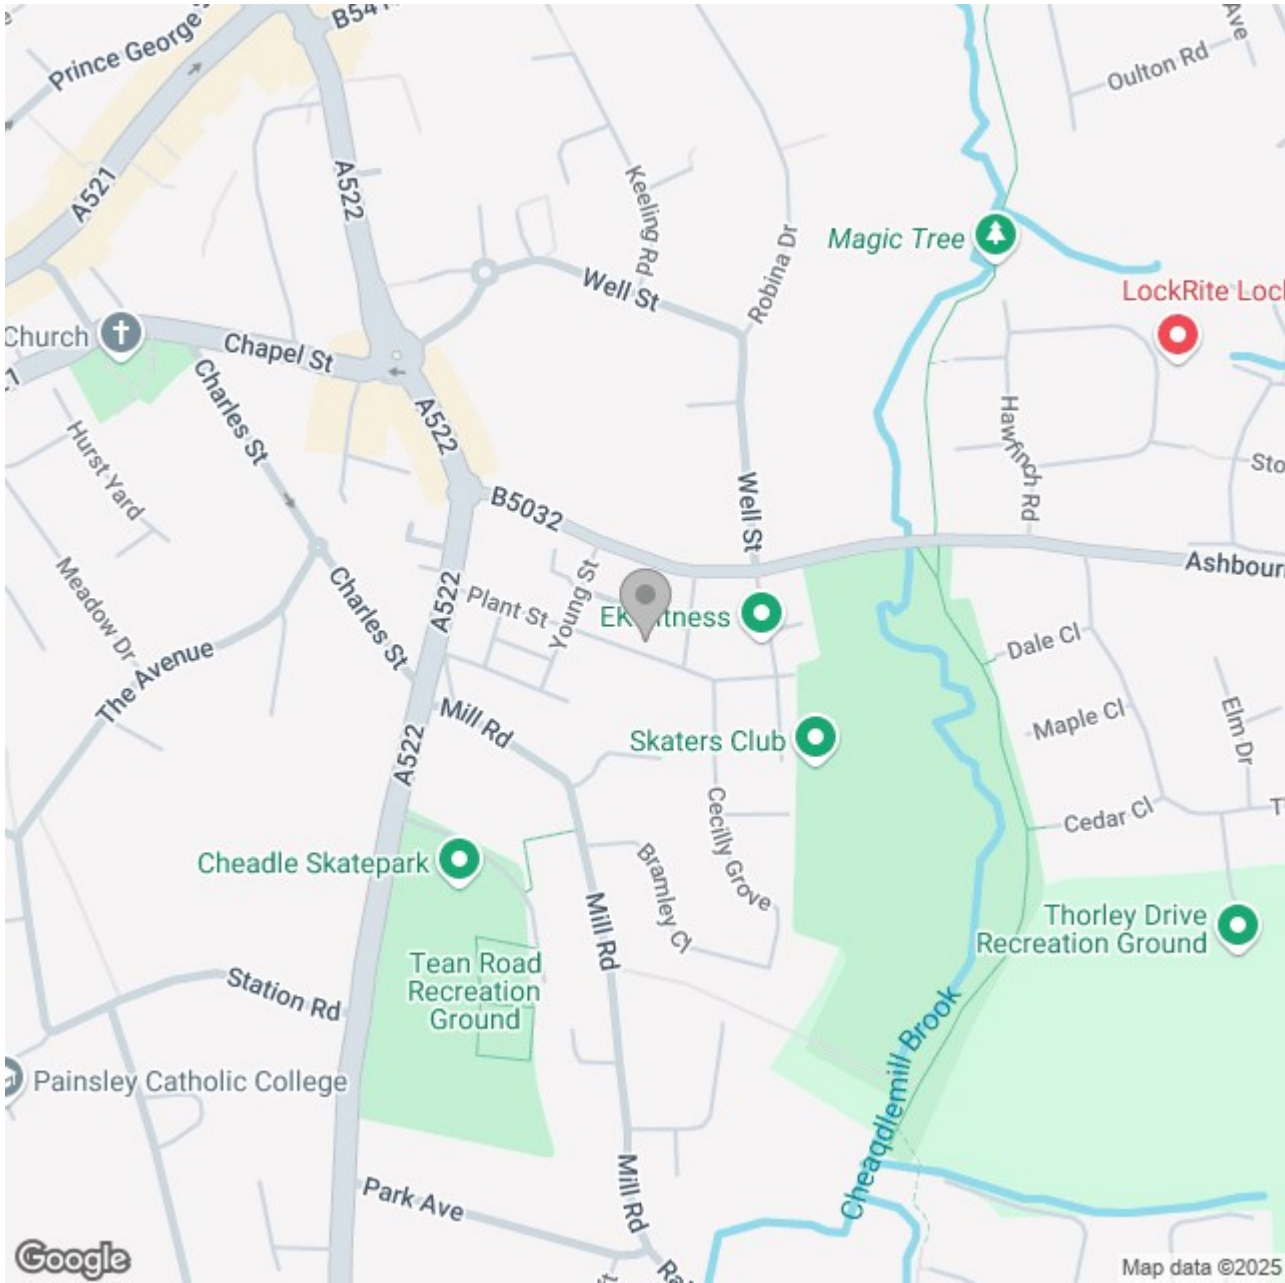 B541
Prince George S
Ave
Oulton Rd
A521
A522
Keeling Rd
Robina Dr
Magic Tree
Well St
LockRite Loc
Church
Chapel St
Charles St
A522
Hurst Yard
Hawfinch Rd
Sto
B5032
Well St
Ashbour
Meadow Dr
Charles St
A522
Plant St
Young St
The Avenue
Dale Cl
Mill Rd
Maple Cl
Elm Dr
Skaters Club
A522
Cecilly Grove
Cedar Cl
Bramley Cl
Cheadle Skatepark
Mill Rd
Thorley Drive
Recreation Ground
Tean Road
Recreation
Ground
Station Rd
Cheaqdlemill Brook
Painsley Catholic College
Park Ave
Mill Rd
Google
Map data ©2025